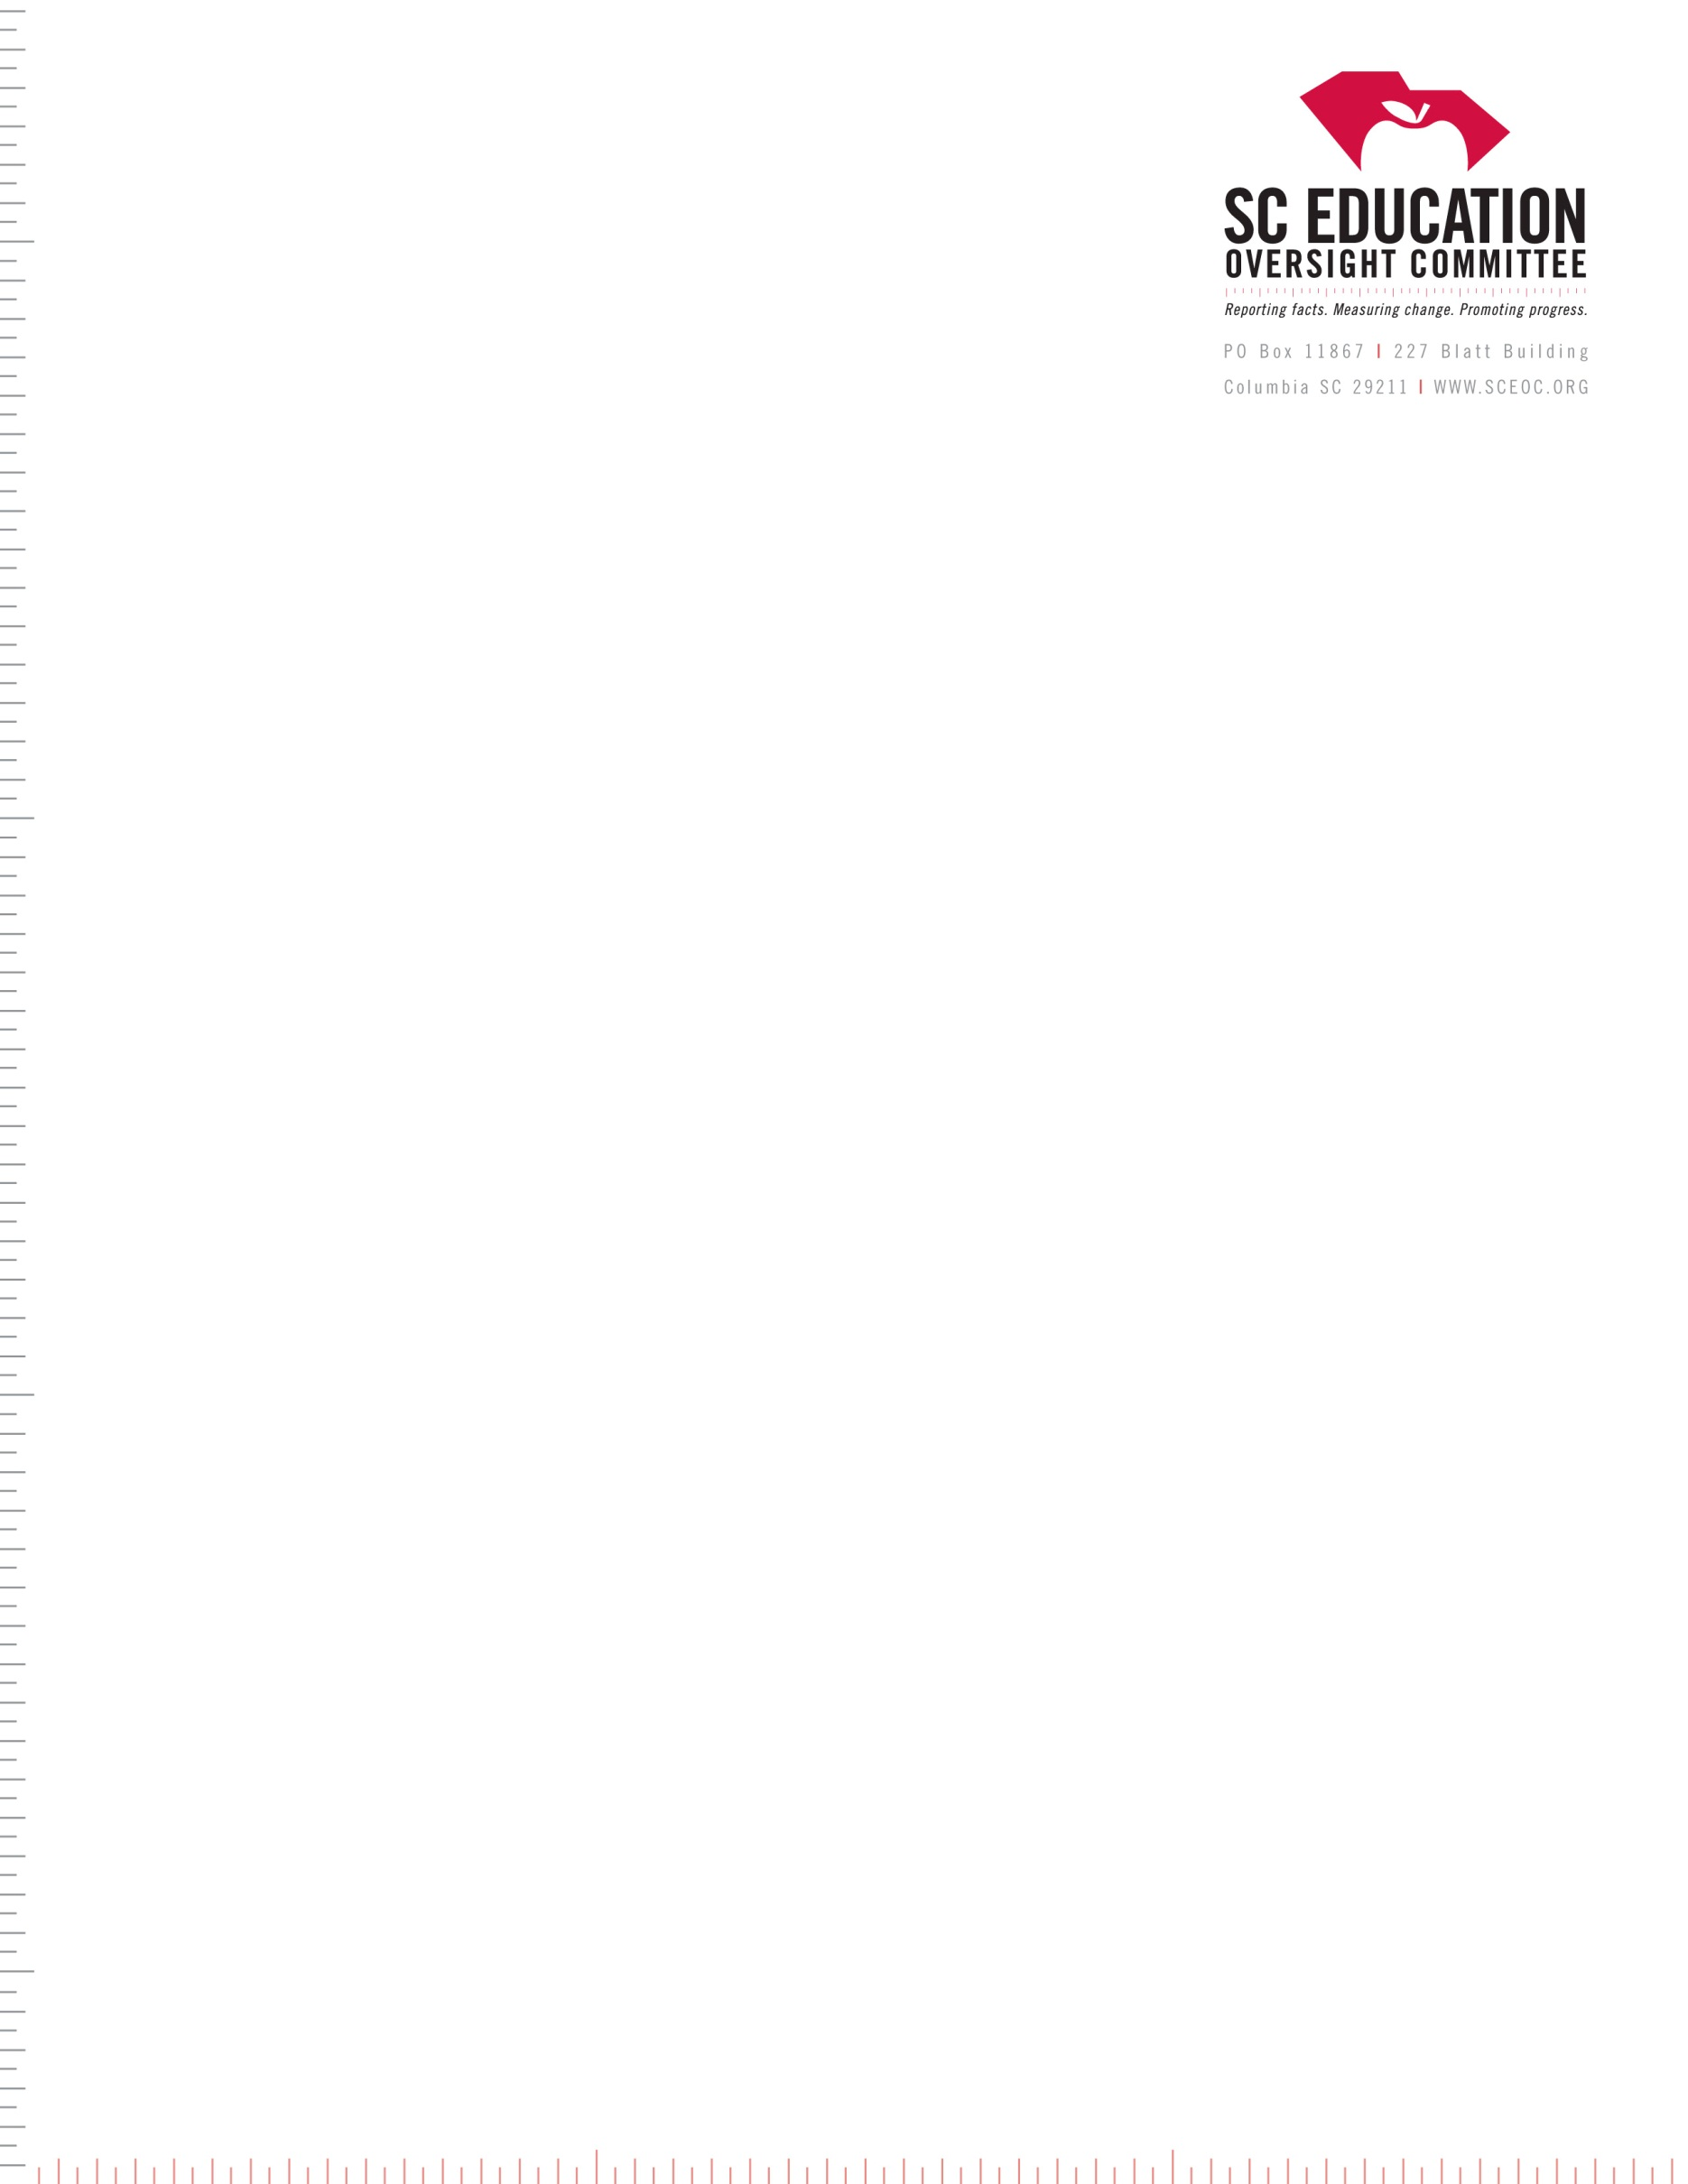 SC EDUCATION
OVERSIGHT COMMITTEE
Reporting facts. Measuring change. Promoting progress.
PO Box 11867 | 227 Blatt Building
Columbia SC 29211 | WWW.SCEOC.ORG